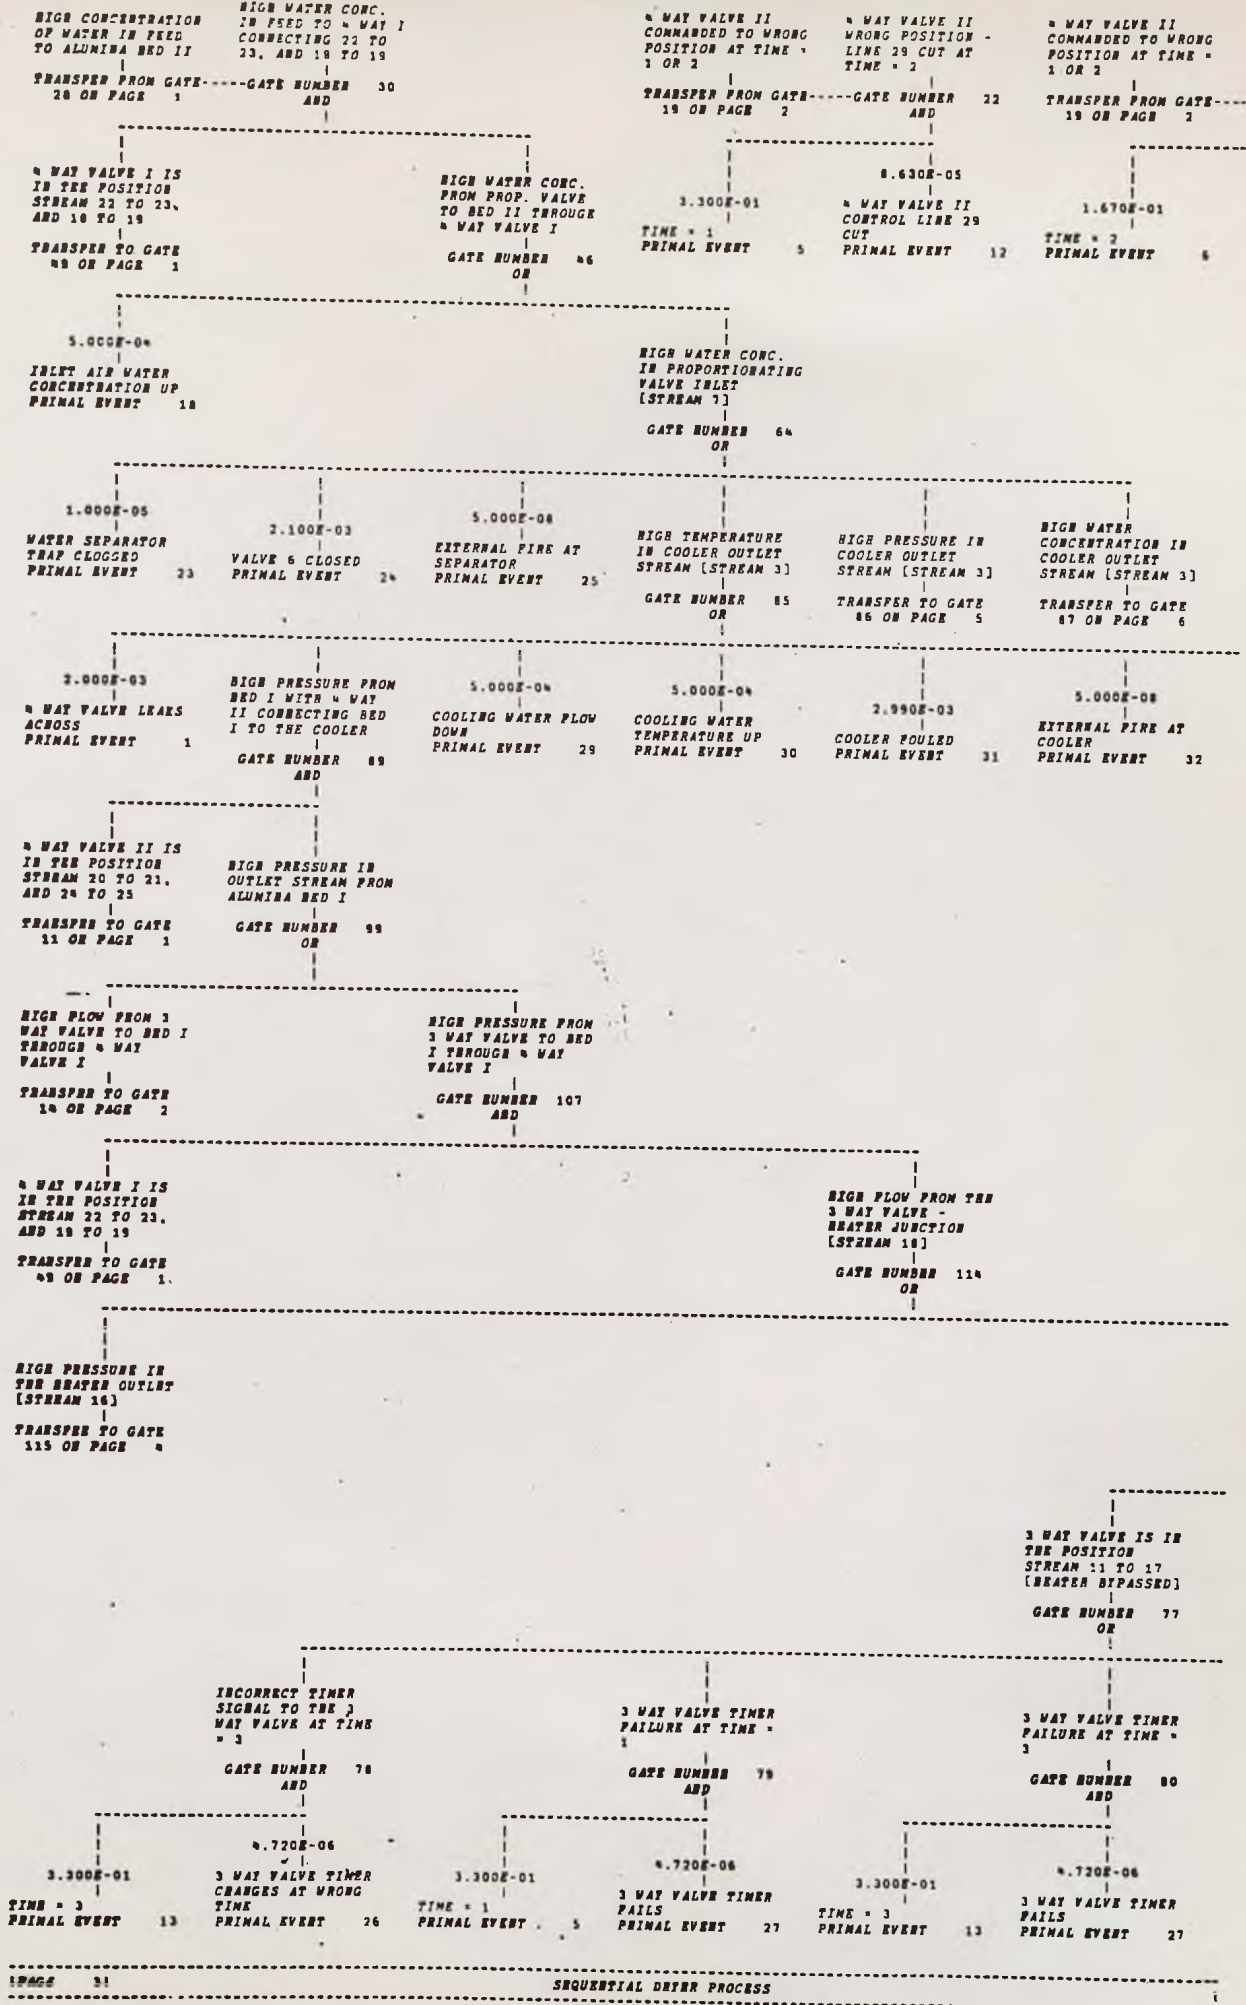 HIGH CONCENTRATION
OF WATER IN FEED
TO ALUMINA BED II
TRANSFER FROM GATE-----GATE NUMBER 30
28 ON PAGE 1
AND
HIGH WATER CONC.
IN FEED TO 4 WAY I
CONNECTING 22 TO
23, AND 18 TO 19
4 WAY VALVE II
COMMANDED TO WRONG
POSITION AT TIME =
1 OR 2
TRANSFER FROM GATE-----GATE NUMBER 22
19 ON PAGE 2
AND
4 WAY VALVE II
WRONG POSITION -
LINE 29 CUT AT
TIME = 2
4 WAY VALVE II
COMMANDED TO WRONG
POSITION AT TIME =
1 OR 2
TRANSFER FROM GATE----
19 ON PAGE 2
4 WAY VALVE I IS
IN THE POSITION
STREAM 22 TO 23,
AND 18 TO 19
TRANSFER TO GATE
49 ON PAGE 1
HIGH WATER CONC.
FROM PROP. VALVE
TO BED II THROUGH
4 WAY VALVE I
GATE NUMBER 46
OR
3.300E-01
TIME = 1
PRIMAL EVENT 5
8.630E-05
4 WAY VALVE II
CONTROL LINE 29
CUT
PRIMAL EVENT 12
1.670E-01
TIME = 2
PRIMAL EVENT 6
5.000E-04
INLET AIR WATER
CONCENTRATION UP
PRIMAL EVENT 18
HIGH WATER CONC.
IN PROPORTIONATING
VALVE INLET
[STREAM 7]
GATE NUMBER 64
OR
1.000E-05
WATER SEPARATOR
TRAP CLOGGED
PRIMAL EVENT 23
2.100E-03
VALVE 6 CLOSED
PRIMAL EVENT 24
5.000E-08
EXTERNAL FIRE AT
SEPARATOR
PRIMAL EVENT 25
HIGH TEMPERATURE
IN COOLER OUTLET
STREAM [STREAM 3]
GATE NUMBER 85
OR
HIGH PRESSURE IN
COOLER OUTLET
STREAM [STREAM 3]
TRANSFER TO GATE
86 ON PAGE 5
HIGH WATER
CONCENTRATION IN
COOLER OUTLET
STREAM [STREAM 3]
TRANSFER TO GATE
87 ON PAGE 6
2.000E-03
4 WAY VALVE LEAKS
ACROSS
PRIMAL EVENT 1
HIGH PRESSURE FROM
BED I WITH 4 WAY
II CONNECTING BED
I TO THE COOLER
GATE NUMBER 89
AND
5.000E-04
COOLING WATER FLOW
DOWN
PRIMAL EVENT 29
5.000E-04
COOLING WATER
TEMPERATURE UP
PRIMAL EVENT 30
2.990E-03
COOLER FOULED
PRIMAL EVENT 31
5.000E-08
EXTERNAL FIRE AT
COOLER
PRIMAL EVENT 32
4 WAY VALVE II IS
IN THE POSITION
STREAM 20 TO 21,
AND 24 TO 25
TRANSFER TO GATE
11 ON PAGE 1
HIGH PRESSURE IN
OUTLET STREAM FROM
ALUMINA BED I
GATE NUMBER 99
OR
HIGH FLOW FROM 3
WAY VALVE TO BED I
THROUGH 4 WAY
VALVE I
TRANSFER TO GATE
14 ON PAGE 2
HIGH PRESSURE FROM
3 WAY VALVE TO BED
I THROUGH 4 WAY
VALVE I
GATE NUMBER 107
AND
4 WAY VALVE I IS
IN THE POSITION
STREAM 22 TO 23,
AND 18 TO 19
TRANSFER TO GATE
49 ON PAGE 1
HIGH FLOW FROM THE
3 WAY VALVE -
HEATER JUNCTION
[STREAM 18]
GATE NUMBER 114
OR
HIGH PRESSURE IN
THE HEATER OUTLET
[STREAM 16]
TRANSFER TO GATE
115 ON PAGE 4
3 WAY VALVE IS IN
THE POSITION
STREAM 11 TO 17
[HEATER BYPASSED]
GATE NUMBER 77
OR
INCORRECT TIMER
SIGNAL TO THE 3
WAY VALVE AT TIME
= 3
GATE NUMBER 78
AND
3 WAY VALVE TIMER
FAILURE AT TIME =
1
GATE NUMBER 79
AND
3 WAY VALVE TIMER
FAILURE AT TIME =
3
GATE NUMBER 80
AND
3.300E-01
TIME = 3
PRIMAL EVENT 13
4.720E-06
3 WAY VALVE TIMER
CHANGES AT WRONG
TIME
PRIMAL EVENT 26
3.300E-01
TIME = 1
PRIMAL EVENT 5
4.720E-06
3 WAY VALVE TIMER
FAILS
PRIMAL EVENT 27
3.300E-01
TIME = 3
PRIMAL EVENT 13
4.720E-06
3 WAY VALVE TIMER
FAILS
PRIMAL EVENT 27
|PAGE 3| SEQUENTIAL DRYER PROCESS